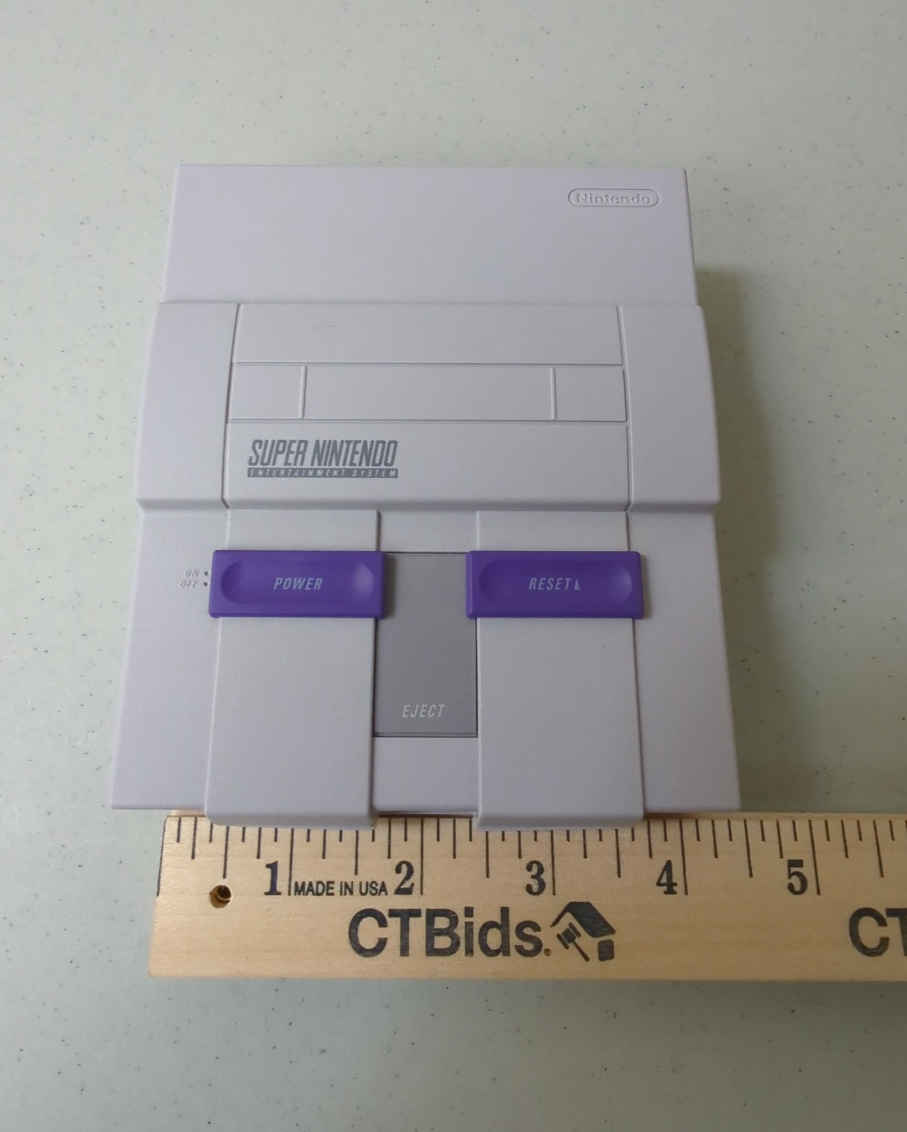 Nintendo
SUPER NINTENDO
ENTERTAINMENT SYSTEM
ON
OFF
POWER
RESET
EJECT
1 MADE IN USA 2 3 4 5
CTBids. CT